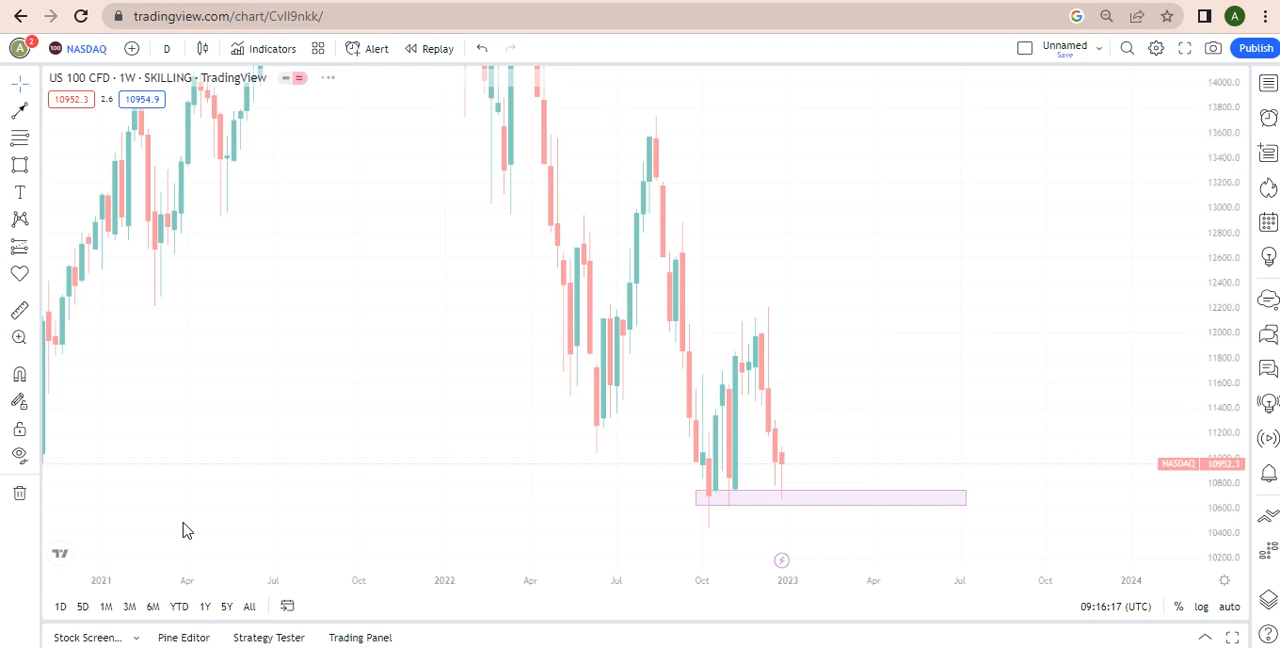 tradingview.com/chart/CvII9nkk/
G
A
A 2 100 NASDAQ D Indicators Alert Replay Unnamed Save Publish
US 100 CFD · 1W · SKILLING · TradingView
10952.3 2.6 10954.9
14000.0
13800.0
13600.0
13400.0
13200.0
13000.0
12800.0
12600.0
12400.0
12200.0
12000.0
11800.0
11600.0
11400.0
11200.0
11000.0
NASDAQ 10952.3
10800.0
10600.0
10400.0
10200.0
2021 Apr Jul Oct 2022 Apr Jul Oct 2023 Apr Jul Oct 2024
1D 5D 1M 3M 6M YTD 1Y 5Y All 09:16:17 (UTC) % log auto
Stock Screen... Pine Editor Strategy Tester Trading Panel